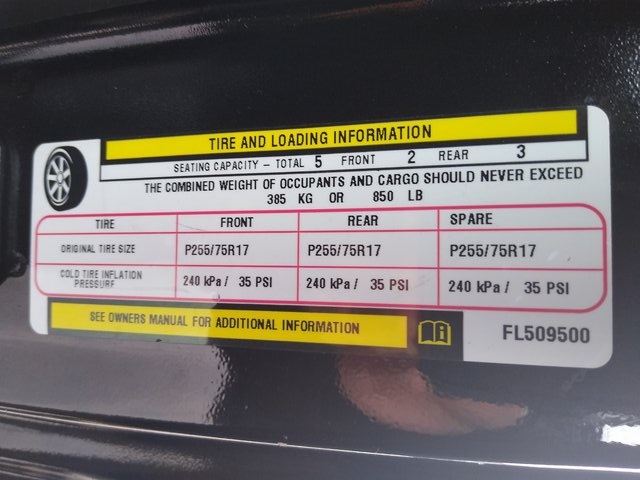 TIRE AND LOADING INFORMATION
SEATING CAPACITY – TOTAL 5 FRONT 2 REAR 3
THE COMBINED WEIGHT OF OCCUPANTS AND CARGO SHOULD NEVER EXCEED
385 KG OR 850 LB
TIRE FRONT REAR SPARE
ORIGINAL TIRE SIZE P255/75R17 P255/75R17 P255/75R17
COLD TIRE INFLATION PRESSURE 240 kPa / 35 PSI 240 kPa / 35 PSI 240 kPa / 35 PSI
SEE OWNERS MANUAL FOR ADDITIONAL INFORMATION
FL509500